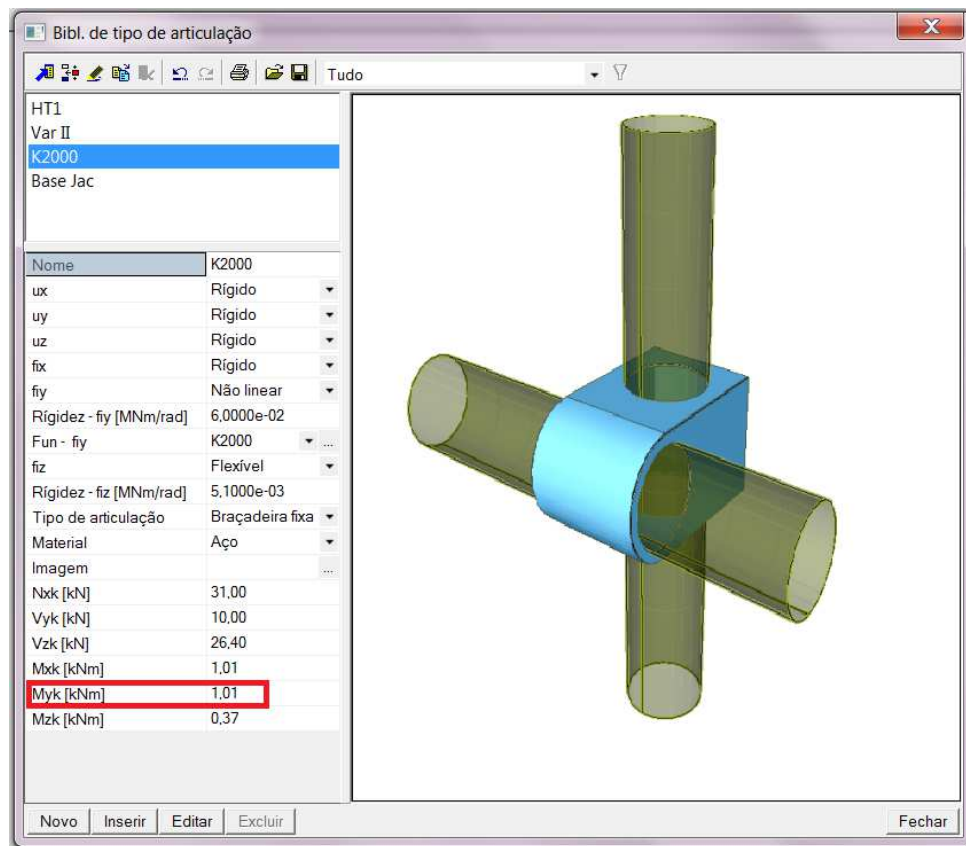 Bibl. de tipo de articulação
Tudo
HT1
Var II
K2000
Base Jac
Nome K2000
ux Rígido
uy Rígido
uz Rígido
fix Rígido
fiy Não linear
Rígidez - fiy [MNm/rad] 6,0000e-02
Fun - fiy K2000 ...
fiz Flexível
Rígidez - fiz [MNm/rad] 5,1000e-03
Tipo de articulação Braçadeira fixa
Material Aço
Imagem ...
Nxk [kN] 31,00
Vyk [kN] 10,00
Vzk [kN] 26,40
Mxk [kNm] 1,01
Myk [kNm] 1,01
Mzk [kNm] 0,37
Novo Inserir Editar Excluir Fechar